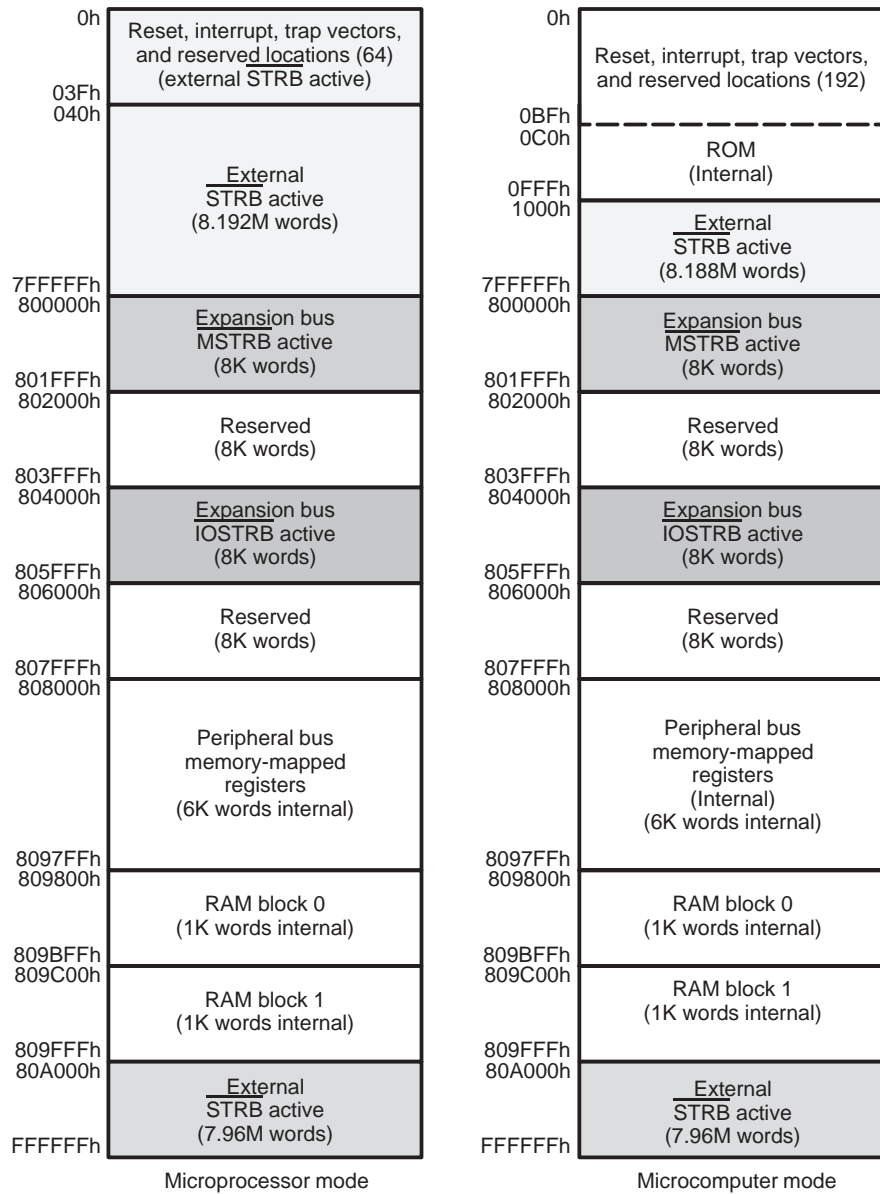 0h
Reset, interrupt, trap vectors,
and reserved locations (64)
(external STRB active)
03Fh
040h
External
STRB active
(8.192M words)
7FFFFFh
800000h
Expansion bus
MSTRB active
(8K words)
801FFFh
802000h
Reserved
(8K words)
803FFFh
804000h
Expansion bus
IOSTRB active
(8K words)
805FFFh
806000h
Reserved
(8K words)
807FFFh
808000h
Peripheral bus
memory-mapped
registers
(6K words internal)
8097FFh
809800h
RAM block 0
(1K words internal)
809BFFh
809C00h
RAM block 1
(1K words internal)
809FFFh
80A000h
External
STRB active
(7.96M words)
FFFFFFh
Microprocessor mode
0h
Reset, interrupt, trap vectors,
and reserved locations (192)
0BFh
0C0h
ROM
(Internal)
0FFFh
1000h
External
STRB active
(8.188M words)
7FFFFFh
800000h
Expansion bus
MSTRB active
(8K words)
801FFFh
802000h
Reserved
(8K words)
803FFFh
804000h
Expansion bus
IOSTRB active
(8K words)
805FFFh
806000h
Reserved
(8K words)
807FFFh
808000h
Peripheral bus
memory-mapped
registers
(Internal)
(6K words internal)
8097FFh
809800h
RAM block 0
(1K words internal)
809BFFh
809C00h
RAM block 1
(1K words internal)
809FFFh
80A000h
External
STRB active
(7.96M words)
FFFFFFh
Microcomputer mode